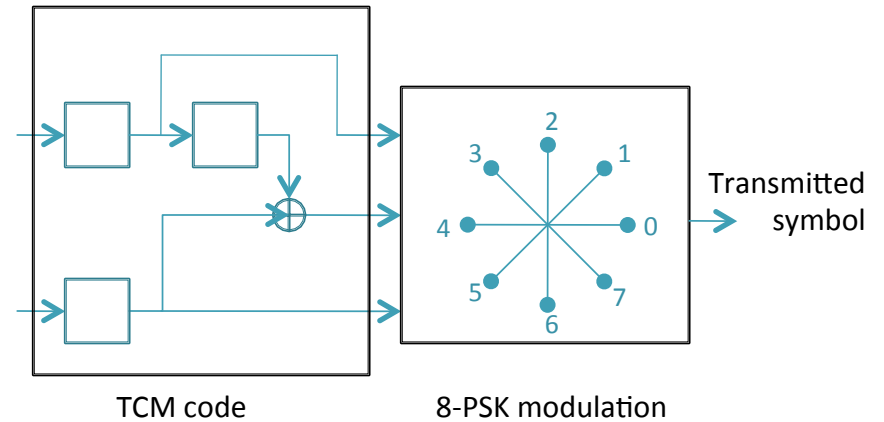 2
3
1
4
0
5
7
6
Transmitted
symbol
TCM code
8-PSK modulation